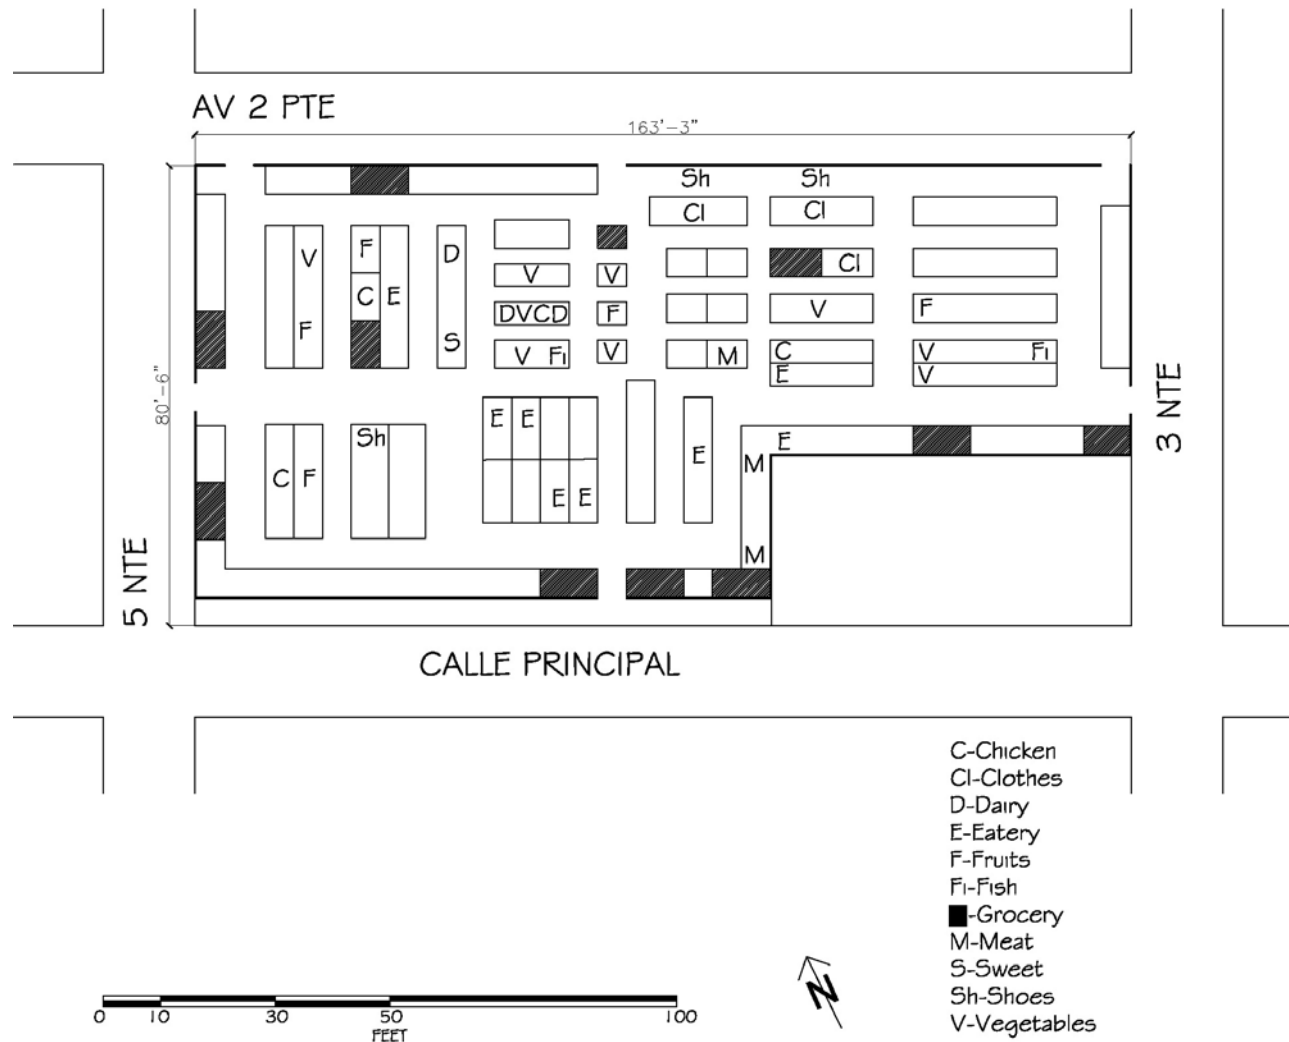 AV 2 PTE
163'-3"
80'-6"
Sh Sh
Cl Cl
V F D
Cl
C E V V
F DVCD F V F
S V Fi V M C V Fi
E V
E E Sh E E
M
C F E E
M
5 NTE
3 NTE
CALLE PRINCIPAL
C-Chicken
Cl-Clothes
D-Dairy
E-Eatery
F-Fruits
Fi-Fish
-Grocery
M-Meat
S-Sweet
Sh-Shoes
V-Vegetables
N
0 10 30 50 100
FEET